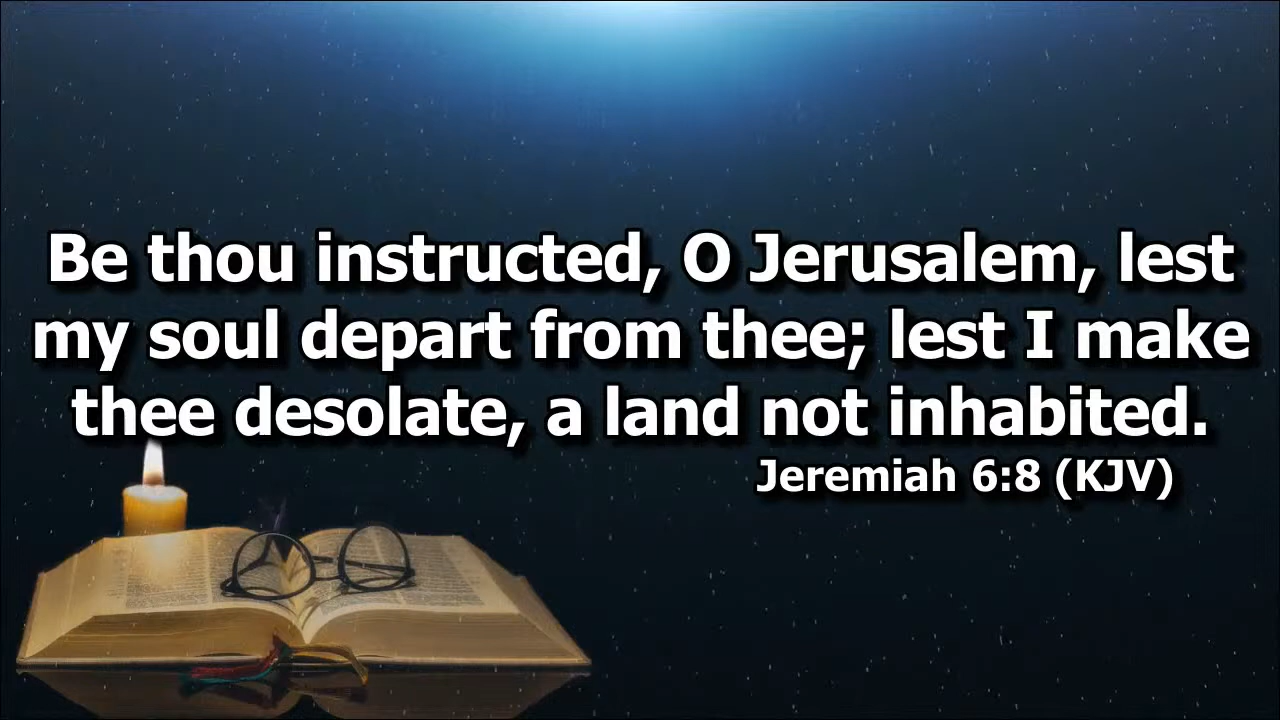 Be thou instructed, O Jerusalem, lest
my soul depart from thee; lest I make
thee desolate, a land not inhabited.
Jeremiah 6:8 (KJV)